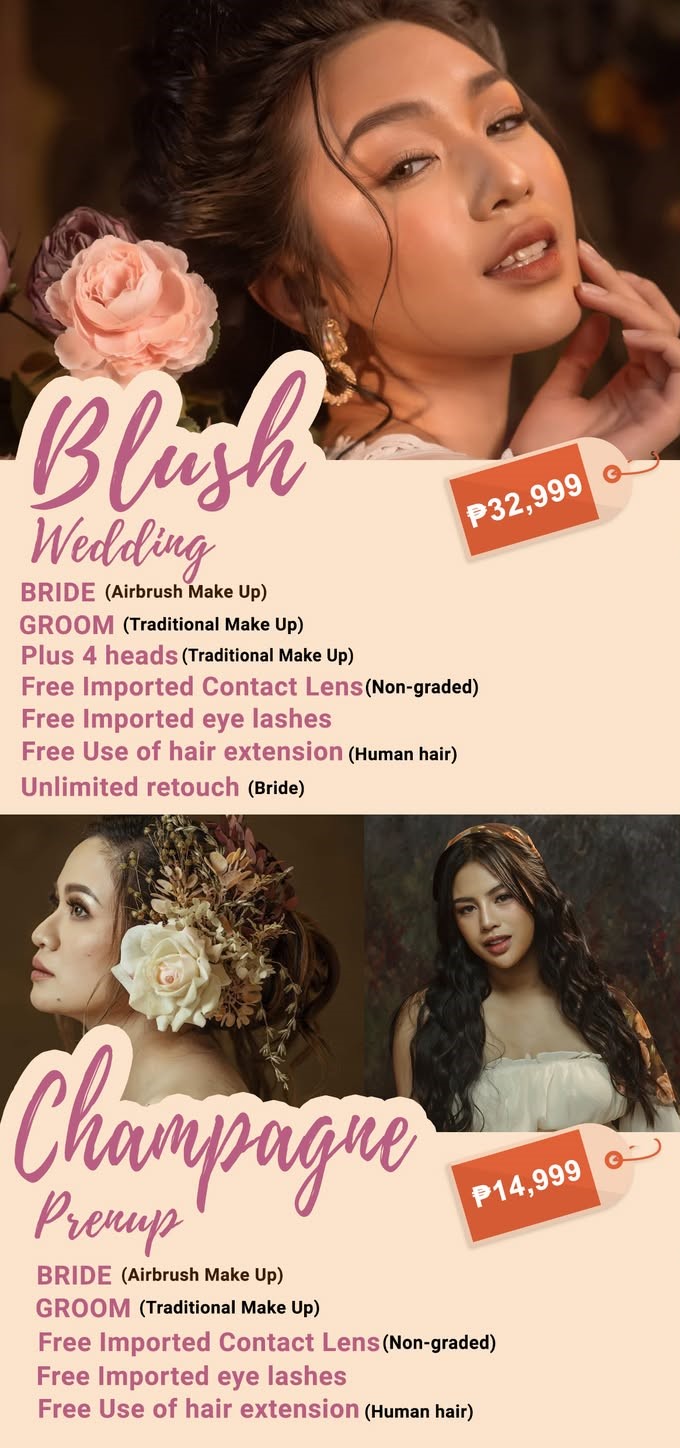 Blush
Wedding
₱32,999
BRIDE (Airbrush Make Up)
GROOM (Traditional Make Up)
Plus 4 heads (Traditional Make Up)
Free Imported Contact Lens (Non-graded)
Free Imported eye lashes
Free Use of hair extension (Human hair)
Unlimited retouch (Bride)
Champagne
Prenup
₱14,999
BRIDE (Airbrush Make Up)
GROOM (Traditional Make Up)
Free Imported Contact Lens (Non-graded)
Free Imported eye lashes
Free Use of hair extension (Human hair)